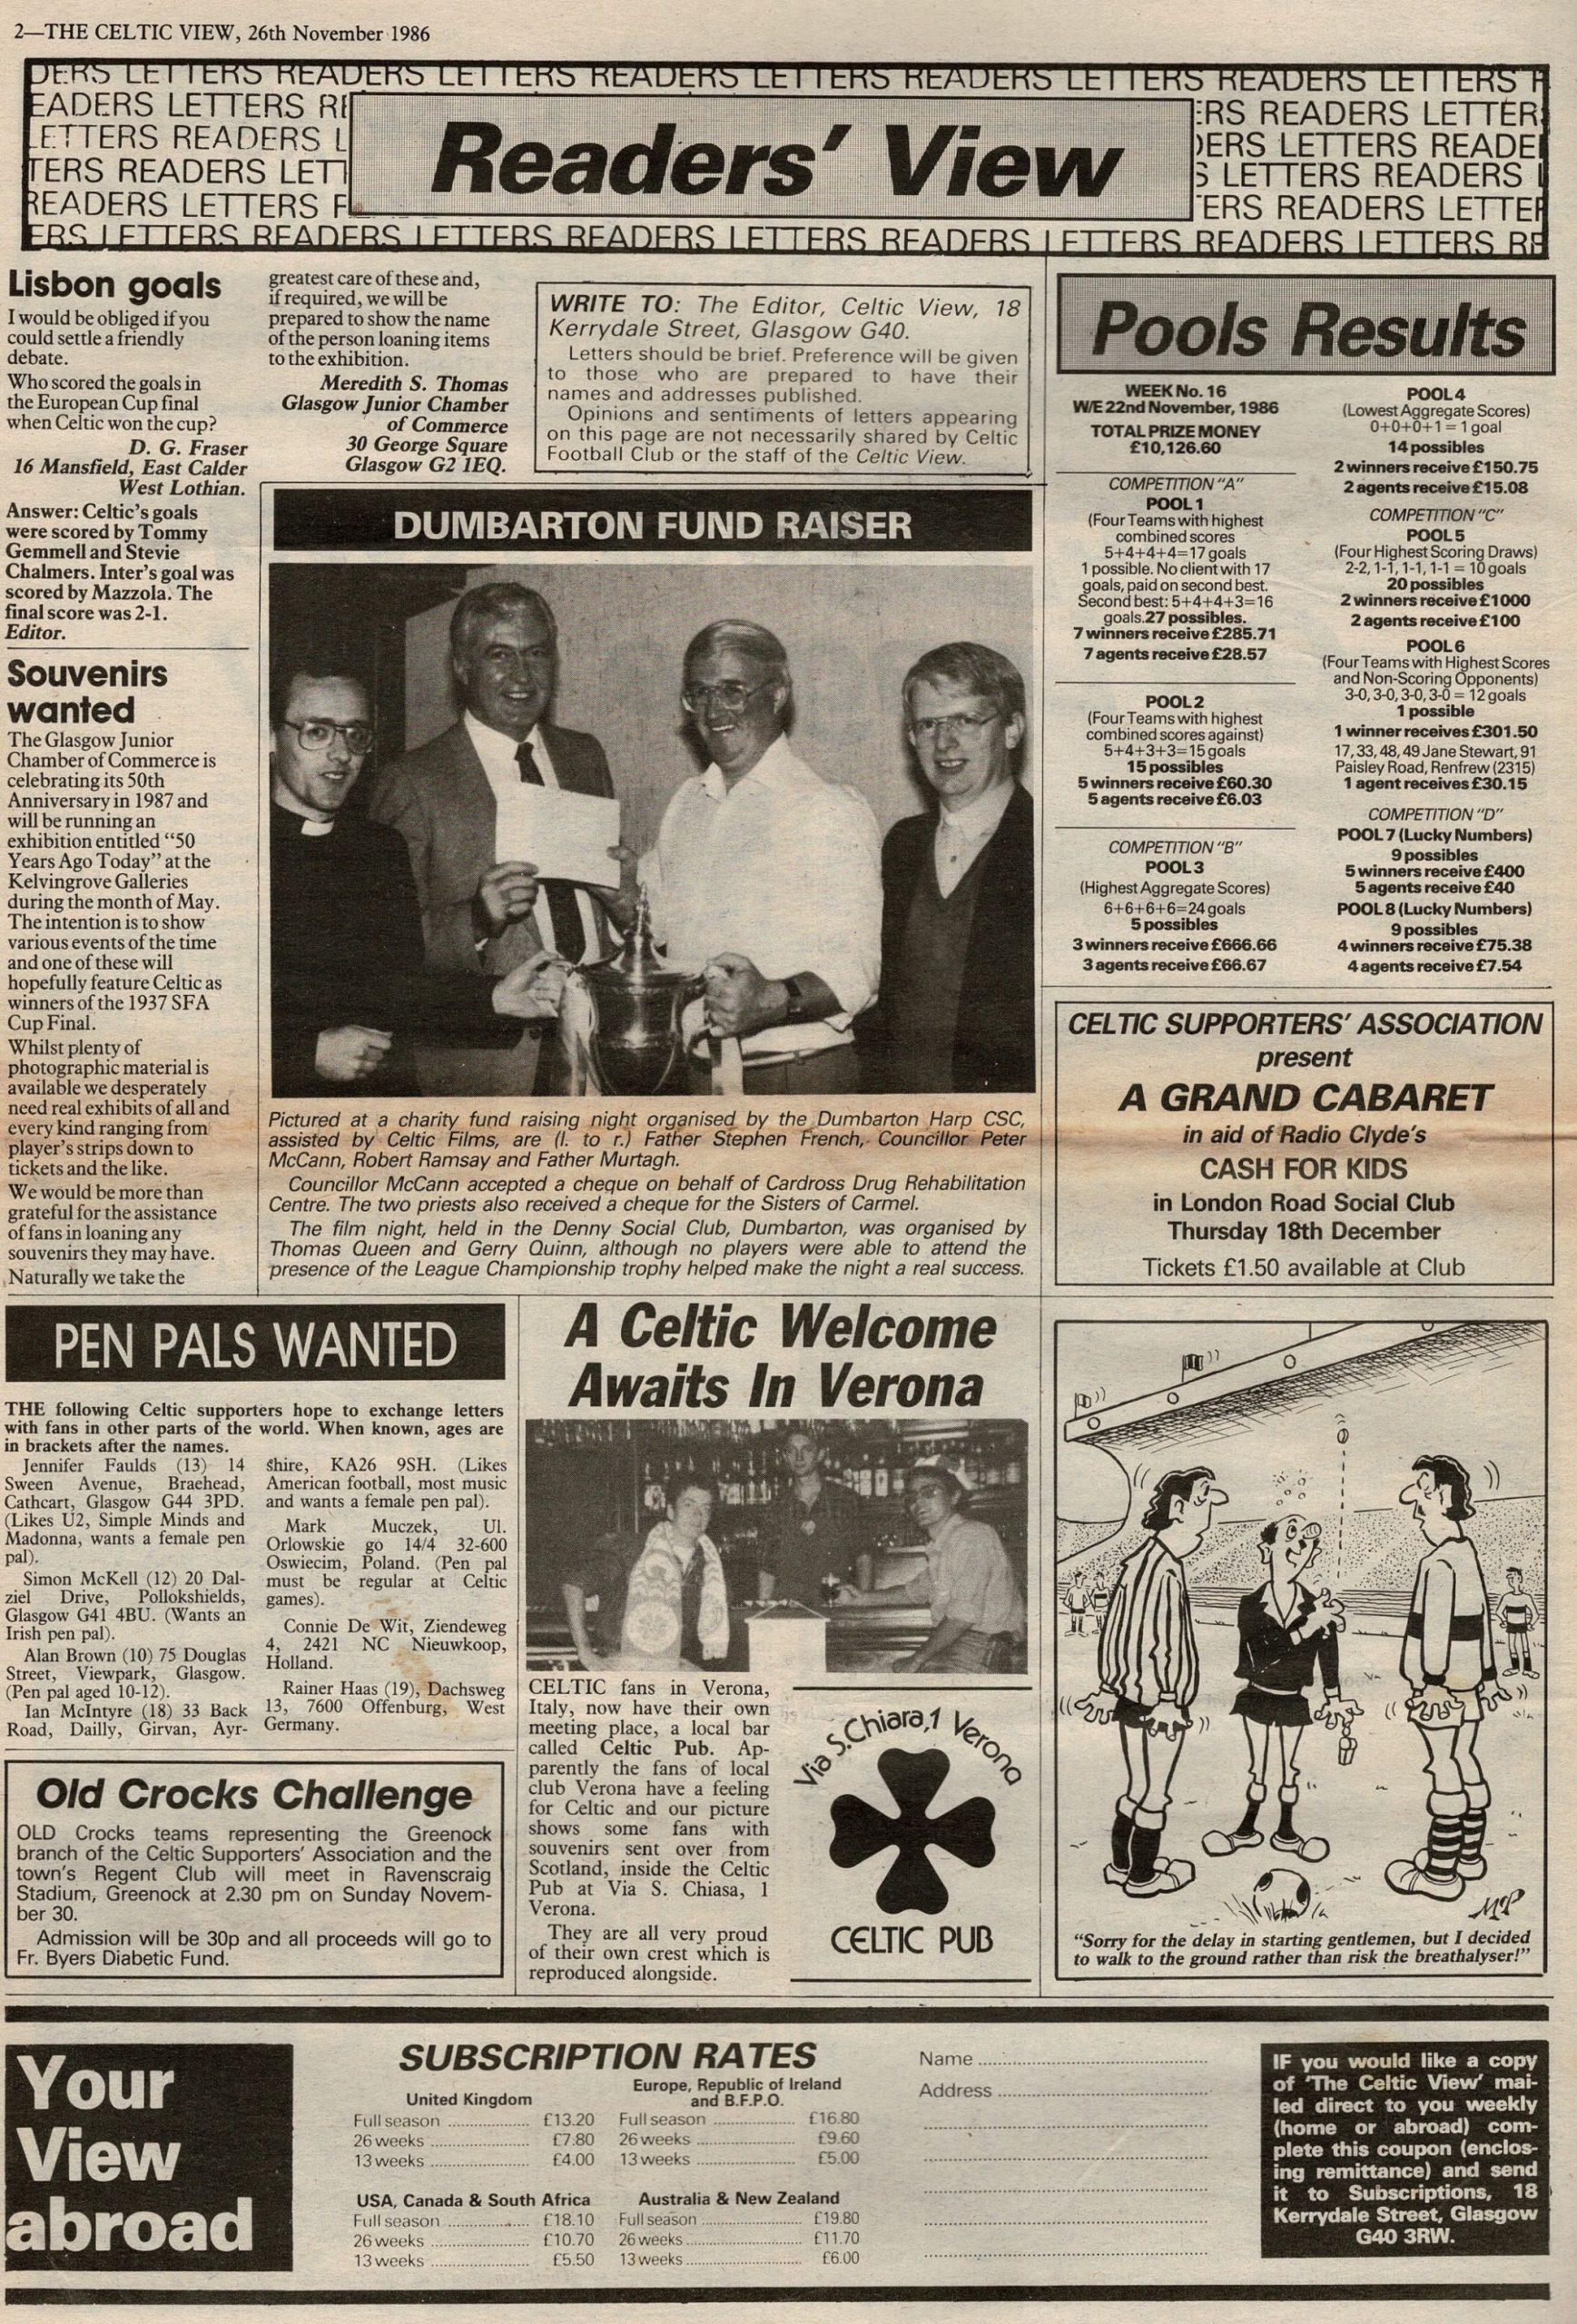 2—THE CELTIC VIEW, 26th November 1986
DERS LETTERS READERS LETTERS READERS LETTERS READERS LETTERS READERS LETTERS R
EADERS LETTERS RE
ERS READERS LETTER
LETTERS READERS L
DERS LETTERS READE
TERS READERS LETT
S LETTERS READERS L
READERS LETTERS F
TERS READERS LETTER
ERS LETTERS READERS LETTERS READERS LETTERS READERS LETTERS READERS LETTERS RE
Readers' View
Lisbon goals
I would be obliged if you
could settle a friendly
debate.
Who scored the goals in
the European Cup final
when Celtic won the cup?
D. G. Fraser
16 Mansfield, East Calder
West Lothian.
Answer: Celtic's goals
were scored by Tommy
Gemmell and Stevie
Chalmers. Inter's goal was
scored by Mazzola. The
final score was 2-1.
Editor.
Souvenirs
wanted
The Glasgow Junior
Chamber of Commerce is
celebrating its 50th
Anniversary in 1987 and
will be running an
exhibition entitled "50
Years Ago Today" at the
Kelvingrove Galleries
during the month of May.
The intention is to show
various events of the time
and one of these will
hopefully feature Celtic as
winners of the 1937 SFA
Cup Final.
Whilst plenty of
photographic material is
available we desperately
need real exhibits of all and
every kind ranging from
player's strips down to
tickets and the like.
We would be more than
grateful for the assistance
of fans in loaning any
souvenirs they may have.
Naturally we take the
greatest care of these and,
if required, we will be
prepared to show the name
of the person loaning items
to the exhibition.
Meredith S. Thomas
Glasgow Junior Chamber
of Commerce
30 George Square
Glasgow G2 1EQ.
WRITE TO: The Editor, Celtic View, 18
Kerrydale Street, Glasgow G40.
Letters should be brief. Preference will be given
to those who are prepared to have their
names and addresses published.
Opinions and sentiments of letters appearing
on this page are not necessarily shared by Celtic
Football Club or the staff of the Celtic View.
DUMBARTON FUND RAISER
Pictured at a charity fund raising night organised by the Dumbarton Harp CSC,
assisted by Celtic Films, are (l. to r.) Father Stephen French, Councillor Peter
McCann, Robert Ramsay and Father Murtagh.
Councillor McCann accepted a cheque on behalf of Cardross Drug Rehabilitation
Centre. The two priests also received a cheque for the Sisters of Carmel.
The film night, held in the Denny Social Club, Dumbarton, was organised by
Thomas Queen and Gerry Quinn, although no players were able to attend the
presence of the League Championship trophy helped make the night a real success.
Pools Results
WEEK No. 16
W/E 22nd November, 1986
TOTAL PRIZE MONEY
£10,126.60
COMPETITION "A"
POOL 1
(Four Teams with highest
combined scores
5+4+4+4=17 goals
1 possible. No client with 17
goals, paid on second best.
Second best: 5+4+4+3=16
goals. 27 possibles.
7 winners receive £285.71
7 agents receive £28.57
POOL 2
(Four Teams with highest
combined scores against)
5+4+3+3=15 goals
15 possibles
5 winners receive £60.30
5 agents receive £6.03
COMPETITION "B"
POOL 3
(Highest Aggregate Scores)
6+6+6+6=24 goals
5 possibles
3 winners receive £666.66
3 agents receive £66.67
POOL 4
(Lowest Aggregate Scores)
0+0+0+1 = 1 goal
14 possibles
2 winners receive £150.75
2 agents receive £15.08
COMPETITION "C"
POOL 5
(Four Highest Scoring Draws)
2-2, 1-1, 1-1, 1-1 = 10 goals
20 possibles
2 winners receive £1000
2 agents receive £100
POOL 6
(Four Teams with Highest Scores
and Non-Scoring Opponents)
3-0, 3-0, 3-0, 3-0 = 12 goals
1 possible
1 winner receives £301.50
17, 33, 48, 49 Jane Stewart, 91
Paisley Road, Renfrew (2315)
1 agent receives £30.15
COMPETITION "D"
POOL 7 (Lucky Numbers)
9 possibles
5 winners receive £400
5 agents receive £40
POOL 8 (Lucky Numbers)
9 possibles
4 winners receive £75.38
4 agents receive £7.54
CELTIC SUPPORTERS' ASSOCIATION
present
A GRAND CABARET
in aid of Radio Clyde's
CASH FOR KIDS
in London Road Social Club
Thursday 18th December
Tickets £1.50 available at Club
PEN PALS WANTED
THE following Celtic supporters hope to exchange letters
with fans in other parts of the world. When known, ages are
in brackets after the names.
Jennifer Faulds (13) 14
Sween Avenue, Braehead,
Cathcart, Glasgow G44 3PD.
(Likes U2, Simple Minds and
Madonna, wants a female pen
pal).
Simon McKell (12) 20 Dal-
ziel Drive, Pollokshields,
Glasgow G41 4BU. (Wants an
Irish pen pal).
Alan Brown (10) 75 Douglas
Street, Viewpark, Glasgow.
(Pen pal aged 10-12).
Ian McIntyre (18) 33 Back
Road, Dailly, Girvan, Ayr-
shire, KA26 9SH. (Likes
American football, most music
and wants a female pen pal).
Mark Muczek, Ul.
Orlowskie go 14/4 32-600
Oswiecim, Poland. (Pen pal
must be regular at Celtic
games).
Connie De Wit, Ziendeweg
4, 2421 NC Nieuwkoop,
Holland.
Rainer Haas (19), Dachsweg
13, 7600 Offenburg, West
Germany.
Old Crocks Challenge
OLD Crocks teams representing the Greenock
branch of the Celtic Supporters' Association and the
town's Regent Club will meet in Ravenscraig
Stadium, Greenock at 2.30 pm on Sunday Novem-
ber 30.
Admission will be 30p and all proceeds will go to
Fr. Byers Diabetic Fund.
A Celtic Welcome
Awaits In Verona
CELTIC fans in Verona,
Italy, now have their own
meeting place, a local bar
called Celtic Pub. Ap-
parently the fans of local
club Verona have a feeling
for Celtic and our picture
shows some fans with
souvenirs sent over from
Scotland, inside the Celtic
Pub at Via S. Chiasa, 1
Verona.
They are all very proud
of their own crest which is
reproduced alongside.
Via S.Chiara,1 Verona
CELTIC PUB
McP
"Sorry for the delay in starting gentlemen, but I decided
to walk to the ground rather than risk the breathalyser!"
Your
View
abroad
SUBSCRIPTION RATES
United Kingdom
Full season £13.20
26 weeks £7.80
13 weeks £4.00
Europe, Republic of Ireland
and B.F.P.O.
Full season £16.80
26 weeks £9.60
13 weeks £5.00
USA, Canada & South Africa
Full season £18.10
26 weeks £10.70
13 weeks £5.50
Australia & New Zealand
Full season £19.80
26 weeks £11.70
13 weeks £6.00
Name
Address
IF you would like a copy
of 'The Celtic View' mai-
led direct to you weekly
(home or abroad) com-
plete this coupon (enclos-
ing remittance) and send
it to Subscriptions, 18
Kerrydale Street, Glasgow
G40 3RW.